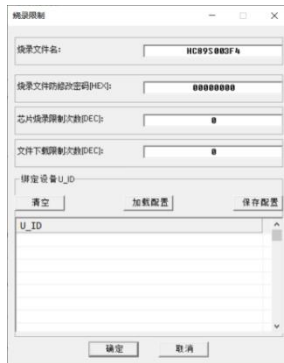 烧录限制
烧录文件名: HC89S003F4
烧录文件防修改密码(HEX): 00000000
芯片烧录限制次数(DEC): 0
文件下载限制次数(DEC): 0
绑定设备U_ID
清空 加载配置 保存配置
U_ID
确定 取消